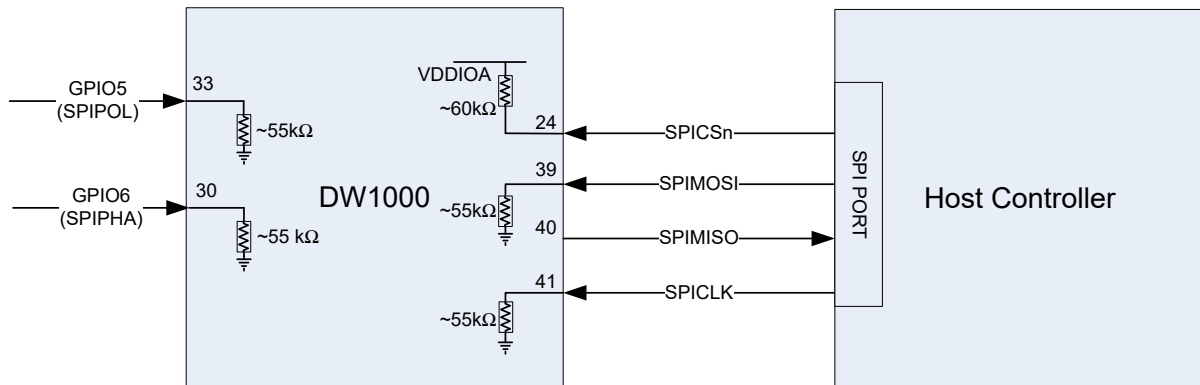 GPIO5
(SPIPOL)
33
~55kΩ
GPIO6
(SPIPHA)
30
~55 kΩ
DW1000
VDDIOA
~60kΩ
24
SPICSn
39
SPIMOSI
~55kΩ
40
SPIMISO
41
SPICLK
~55kΩ
SPI PORT
Host Controller